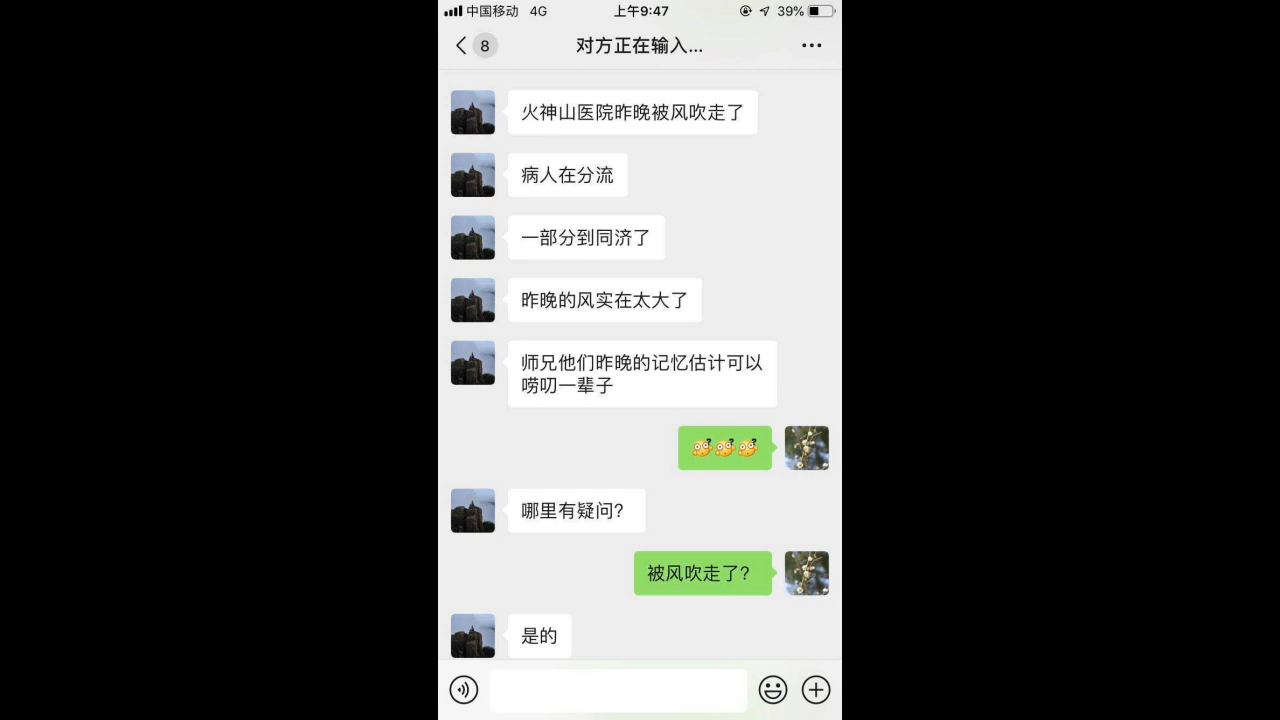 中国移动 4G 上午9:47 39%
8 对方正在输入...
火神山医院昨晚被风吹走了
病人在分流
一部分到同济了
昨晚的风实在太大了
师兄他们昨晚的记忆估计可以
唠叨一辈子
哪里有疑问?
被风吹走了?
是的